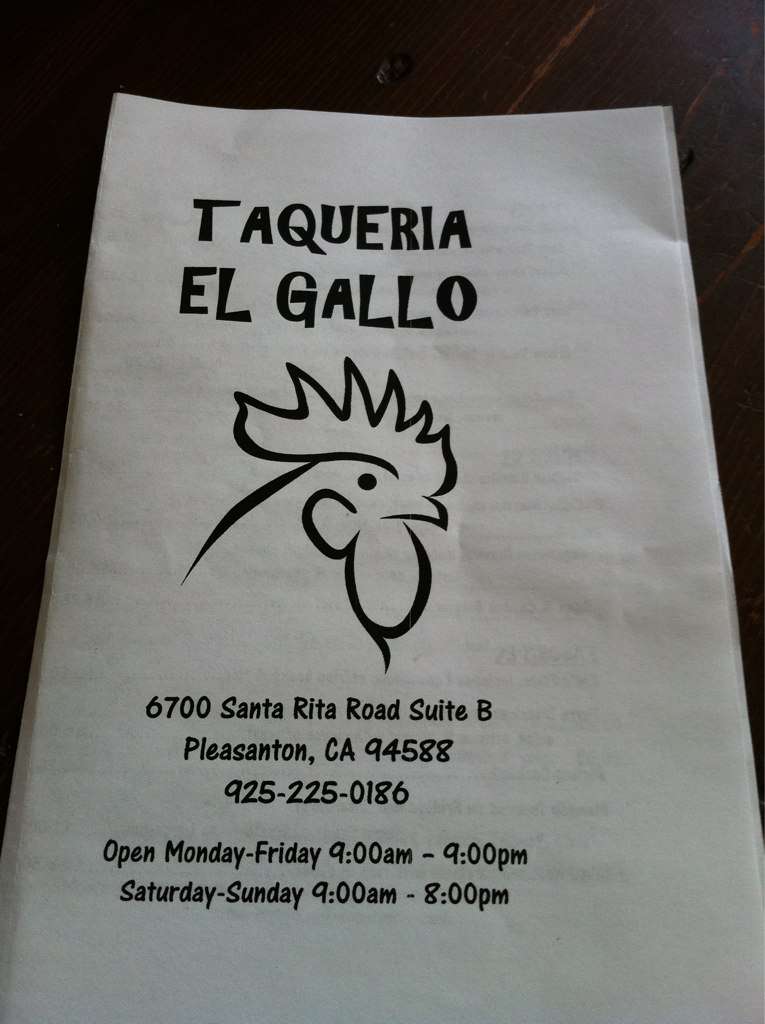 TAQUERIA
EL GALLO
6700 Santa Rita Road Suite B
Pleasanton, CA 94588
925-225-0186
Open Monday-Friday 9:00am – 9:00pm
Saturday-Sunday 9:00am - 8:00pm